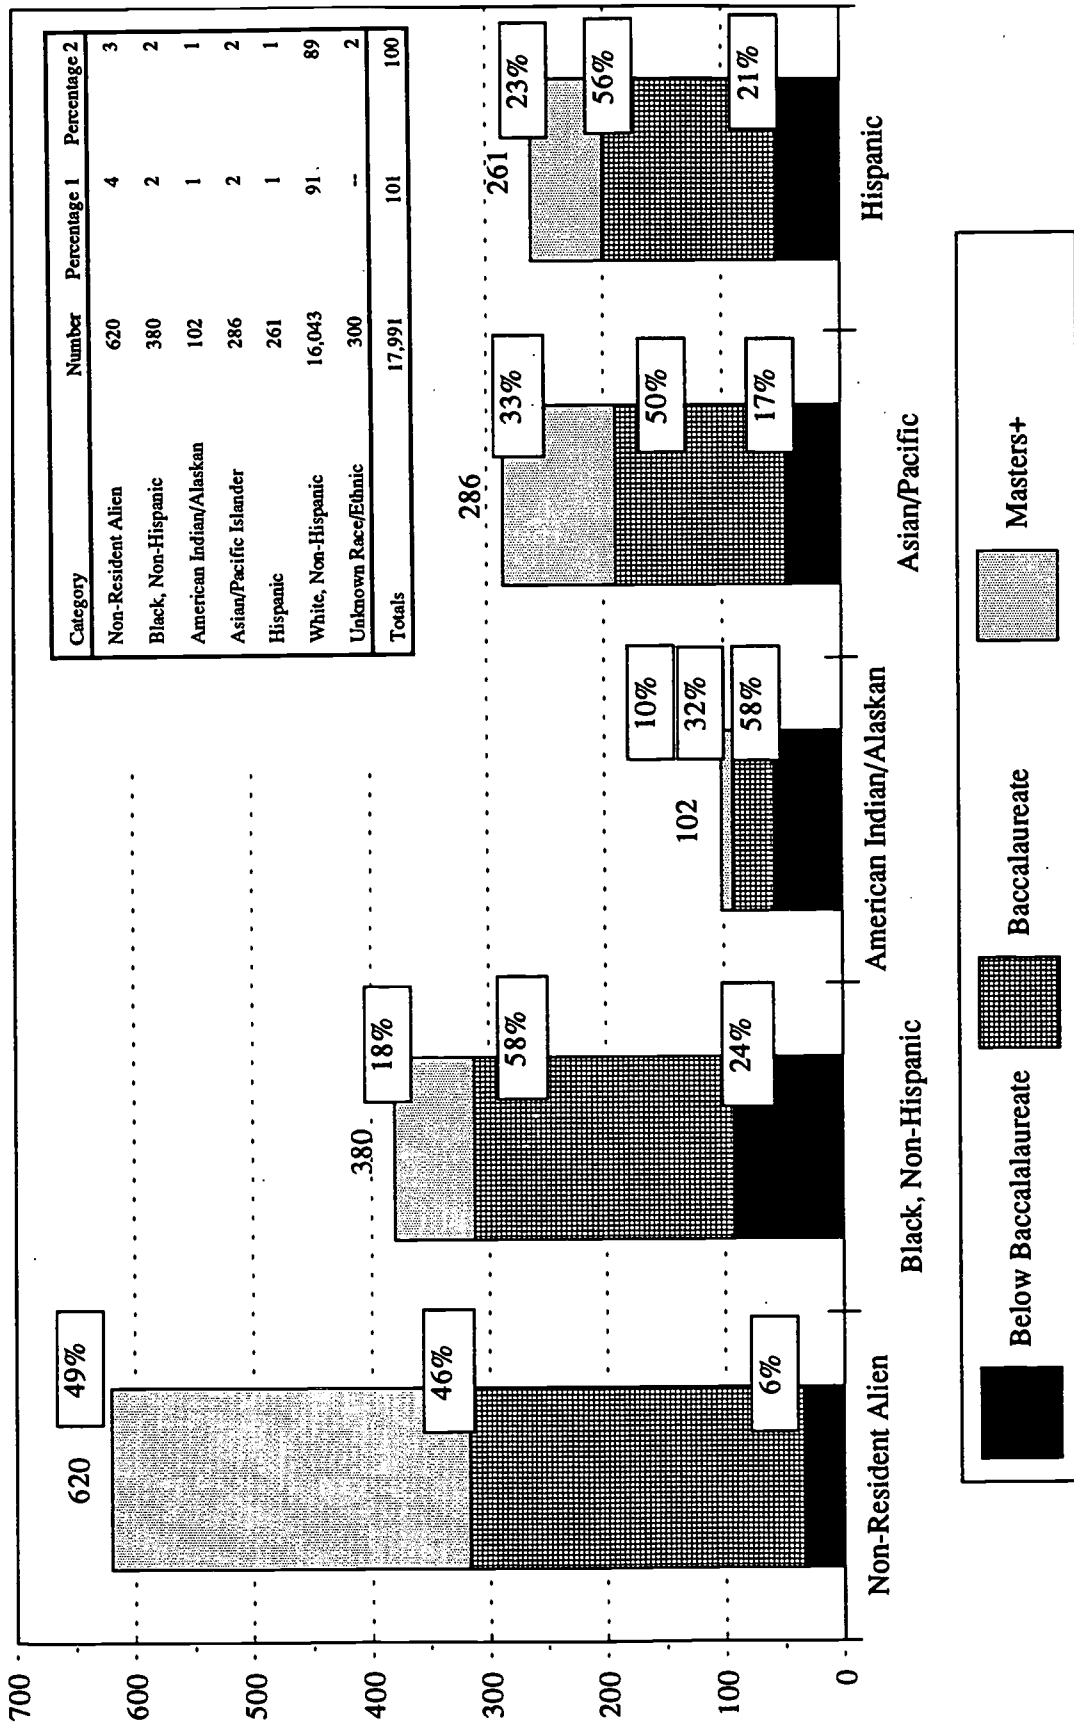 700
600
500
400
300
200
100
0
Category Number Percentage 1 Percentage 2
Non-Resident Alien 620 4 3
Black, Non-Hispanic 380 2 2
American Indian/Alaskan 102 1 1
Asian/Pacific Islander 286 2 2
Hispanic 261 1 1
White, Non-Hispanic 16,043 91. 89
Unknown Race/Ethnic 300 -- 2
Totals 17,991 101 100
620
49%
46%
6%
380
18%
58%
24%
102
10%
32%
58%
286
33%
50%
17%
261
23%
56%
21%
Non-Resident Alien
Black, Non-Hispanic
American Indian/Alaskan
Asian/Pacific
Hispanic
Below Baccalalaureate
Baccalaureate
Masters+